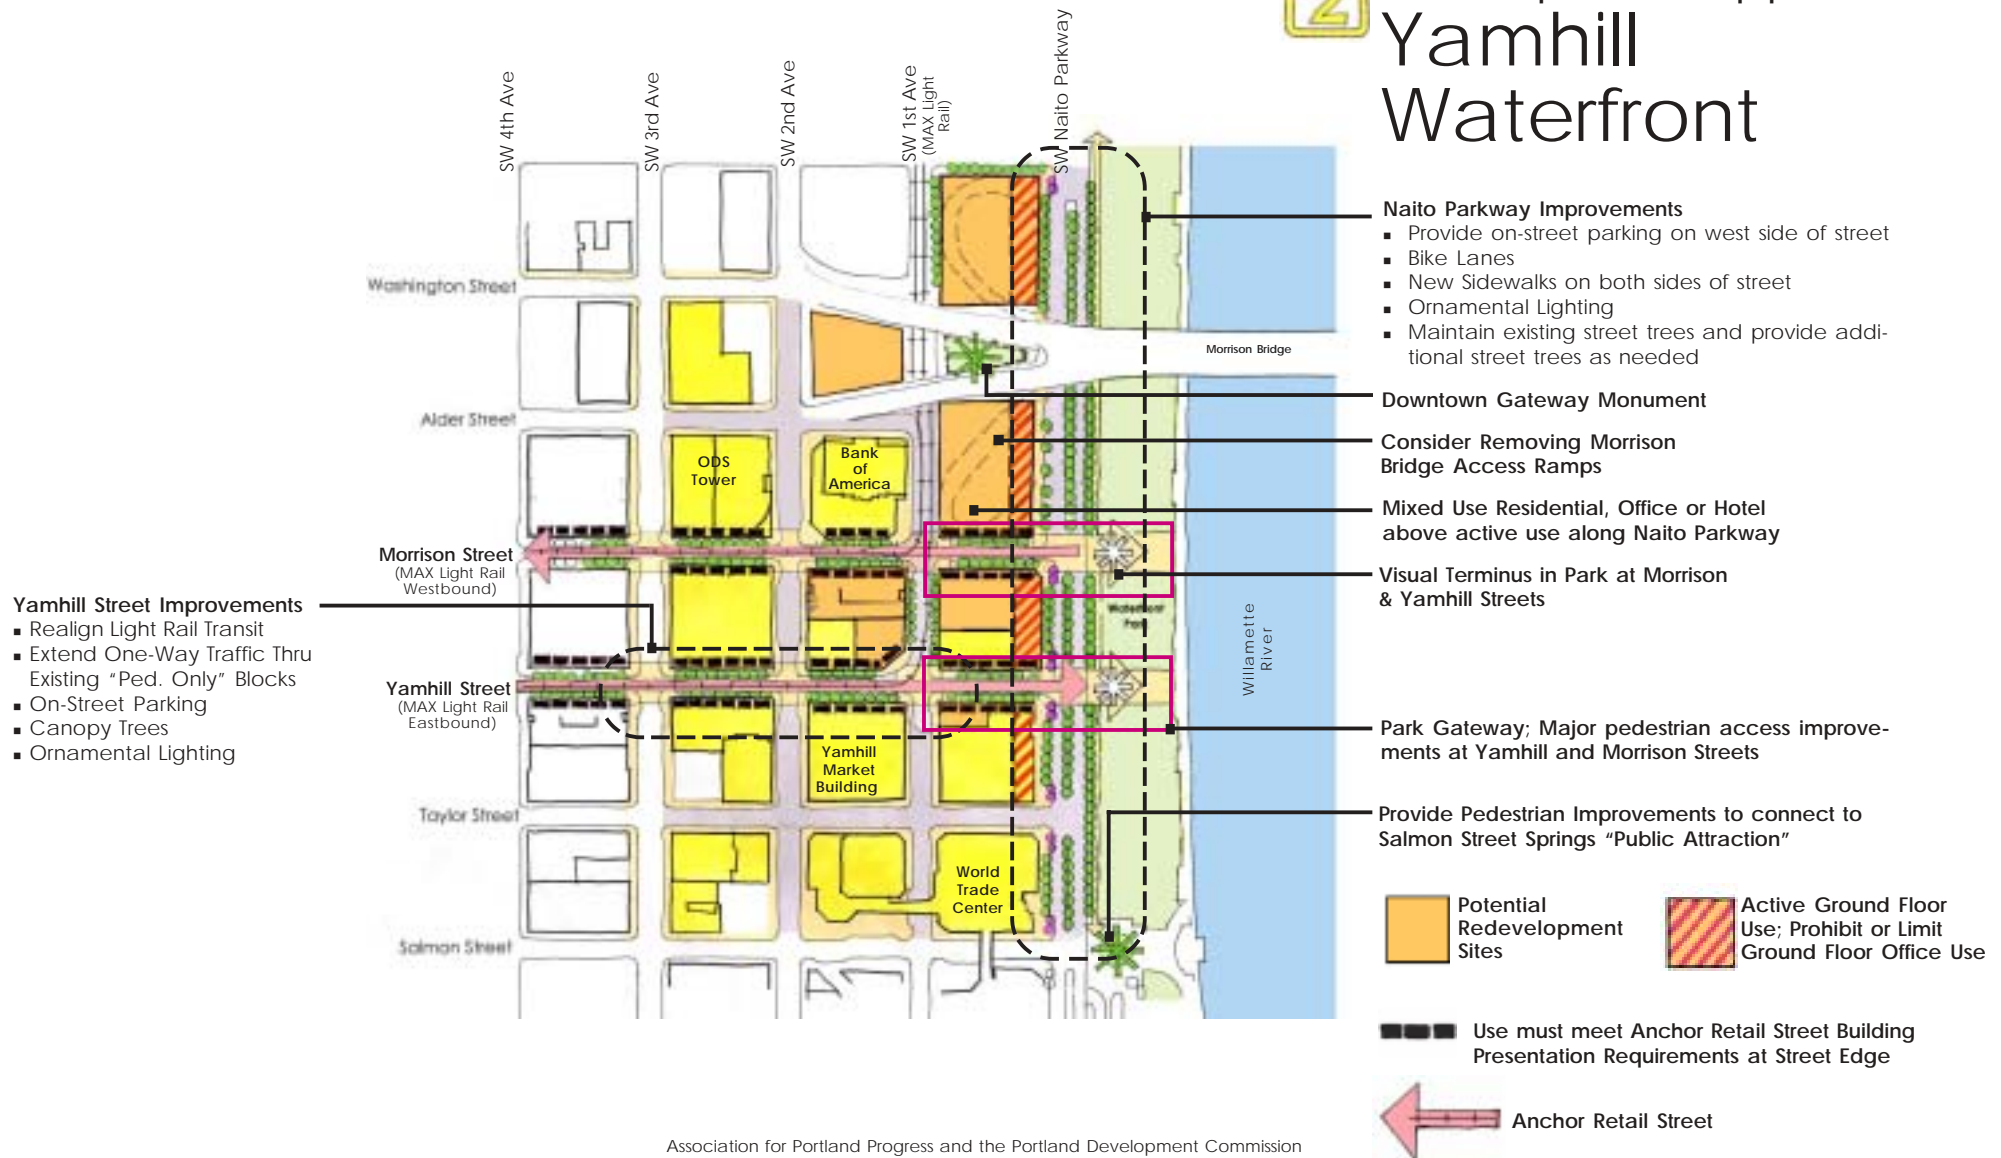 2
Yamhill
Waterfront
SW 4th Ave
SW 3rd Ave
SW 2nd Ave
SW 1st Ave
(MAX Light
Rail)
SW Naito Parkway
Naito Parkway Improvements
▪ Provide on-street parking on west side of street
▪ Bike Lanes
▪ New Sidewalks on both sides of street
▪ Ornamental Lighting
▪ Maintain existing street trees and provide addi-
tional street trees as needed
Washington Street
Morrison Bridge
Downtown Gateway Monument
Alder Street
Consider Removing Morrison
Bridge Access Ramps
ODS
Tower
Bank
of
America
Mixed Use Residential, Office or Hotel
above active use along Naito Parkway
Morrison Street
(MAX Light Rail
Westbound)
Visual Terminus in Park at Morrison
& Yamhill Streets
Waterfront
Park
Willamette
River
Yamhill Street Improvements
▪ Realign Light Rail Transit
▪ Extend One-Way Traffic Thru
Existing “Ped. Only” Blocks
▪ On-Street Parking
▪ Canopy Trees
▪ Ornamental Lighting
Yamhill Street
(MAX Light Rail
Eastbound)
Park Gateway; Major pedestrian access improve-
ments at Yamhill and Morrison Streets
Yamhill
Market
Building
Taylor Street
Provide Pedestrian Improvements to connect to
Salmon Street Springs “Public Attraction”
World
Trade
Center
Salmon Street
Potential
Redevelopment
Sites
Active Ground Floor
Use; Prohibit or Limit
Ground Floor Office Use
Use must meet Anchor Retail Street Building
Presentation Requirements at Street Edge
Anchor Retail Street
Association for Portland Progress and the Portland Development Commission